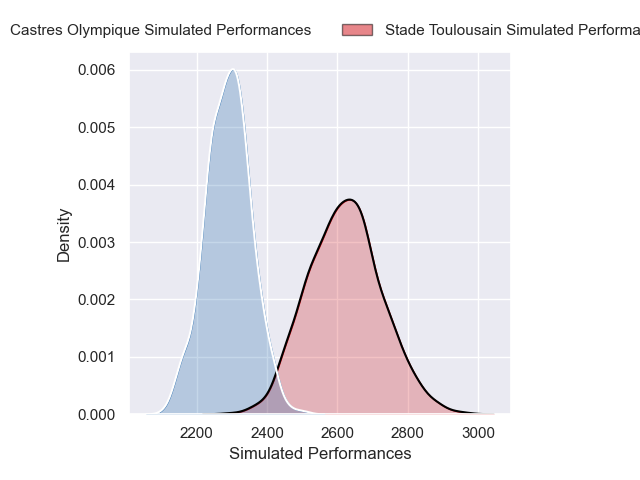 Castres Olympique Simulated Performances
Stade Toulousain Simulated Performa
0.006
0.005
0.004
0.003
0.002
0.001
0.000
Density
2200 2400 2600 2800 3000
Simulated Performances